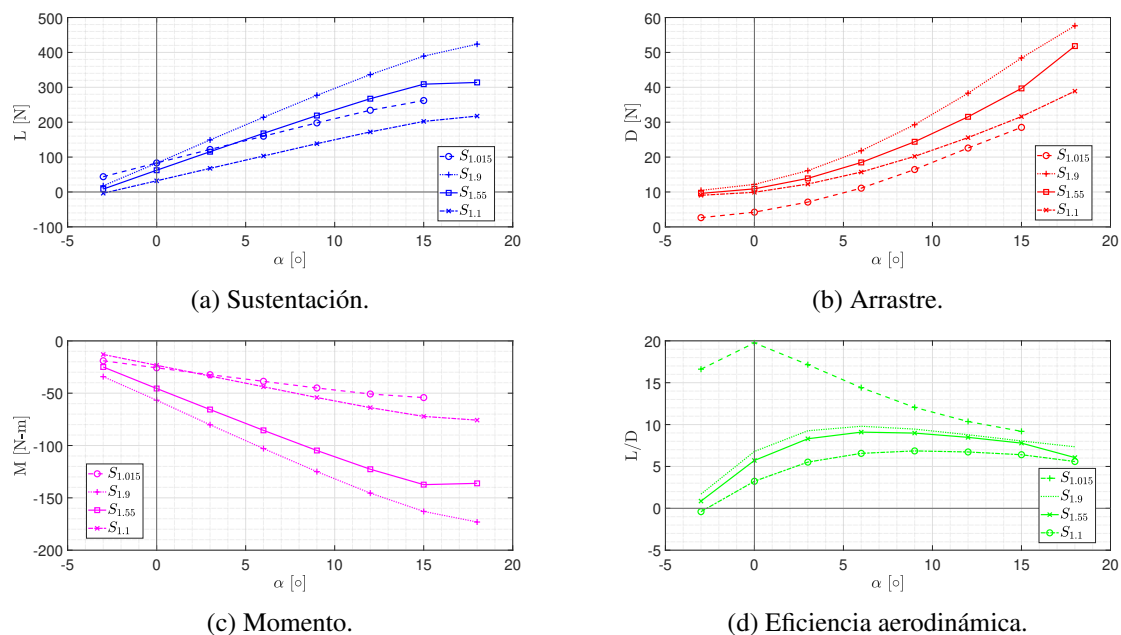 500
400
300
200
100
0
-100
L [N]
-5 0 5 10 15 20
α [∘]
S1.015
S1.9
S1.55
S1.1
(a) Sustentación.
60
50
40
30
20
10
0
D [N]
-5 0 5 10 15 20
α [∘]
S1.015
S1.9
S1.55
S1.1
(b) Arrastre.
0
-50
-100
-150
-200
M [N-m]
-5 0 5 10 15 20
α [∘]
S1.015
S1.9
S1.55
S1.1
(c) Momento.
20
15
10
5
0
-5
L/D
-5 0 5 10 15 20
α [∘]
S1.015
S1.9
S1.55
S1.1
(d) Eficiencia aerodinámica.